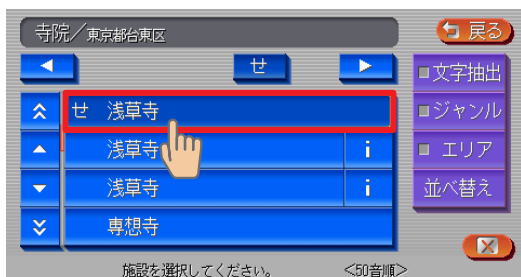 寺院／東京都台東区
戻る
せ
文字抽出
せ 浅草寺
ジャンル
浅草寺 i
エリア
浅草寺 i
並べ替え
専想寺
施設を選択してください。 <50音順>